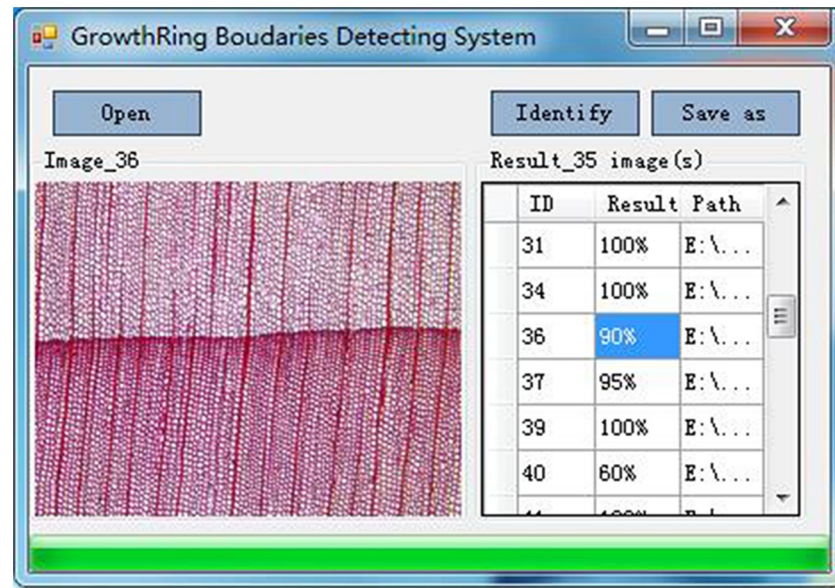 GrowthRing Boudaries Detecting System
Open
Identify
Save as
Image_36
Result_35 image(s)
ID Result Path
31 100% E:\...
34 100% E:\...
36 90% E:\...
37 95% E:\...
39 100% E:\...
40 60% E:\...